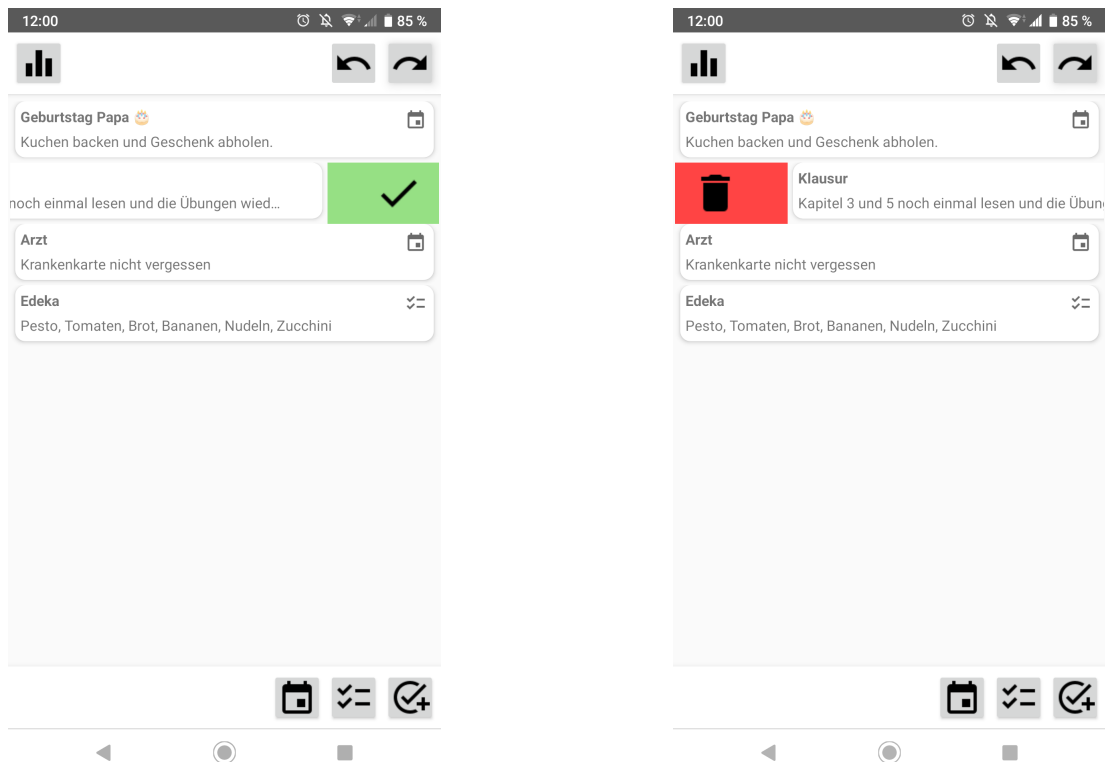 12:00
85 %
Geburtstag Papa 🎂
Kuchen backen und Geschenk abholen.
noch einmal lesen und die Übungen wied…
Arzt
Krankenkarte nicht vergessen
Edeka
Pesto, Tomaten, Brot, Bananen, Nudeln, Zucchini
12:00
85 %
Geburtstag Papa 🎂
Kuchen backen und Geschenk abholen.
Klausur
Kapitel 3 und 5 noch einmal lesen und die Übun
Arzt
Krankenkarte nicht vergessen
Edeka
Pesto, Tomaten, Brot, Bananen, Nudeln, Zucchini